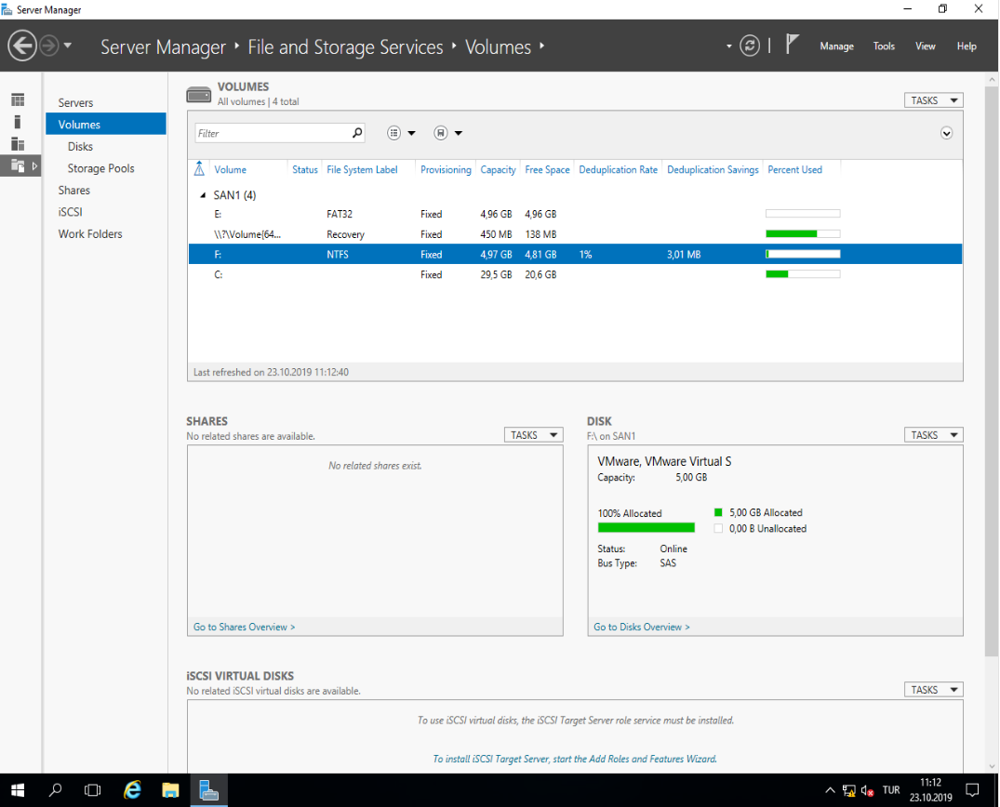 Server Manager
Server Manager ‣ File and Storage Services ‣ Volumes ‣
Manage Tools View Help
Servers
Volumes
Disks
Storage Pools
Shares
iSCSI
Work Folders
VOLUMES
All volumes | 4 total
TASKS
Filter
Volume Status File System Label Provisioning Capacity Free Space Deduplication Rate Deduplication Savings Percent Used
SAN1 (4)
E: FAT32 Fixed 4,96 GB 4,96 GB
\\?\Volume{64... Recovery Fixed 450 MB 138 MB
F: NTFS Fixed 4,97 GB 4,81 GB 1% 3,01 MB
C: Fixed 29,5 GB 20,6 GB
Last refreshed on 23.10.2019 11:12:40
SHARES
No related shares are available.
TASKS
No related shares exist.
Go to Shares Overview >
DISK
F:\ on SAN1
TASKS
VMware, VMware Virtual S
Capacity: 5,00 GB
100% Allocated
5,00 GB Allocated
0,00 B Unallocated
Status: Online
Bus Type: SAS
Go to Disks Overview >
iSCSI VIRTUAL DISKS
No related iSCSI virtual disks are available.
TASKS
To use iSCSI virtual disks, the iSCSI Target Server role service must be installed.
To install iSCSI Target Server, start the Add Roles and Features Wizard.
TUR
11:12
23.10.2019